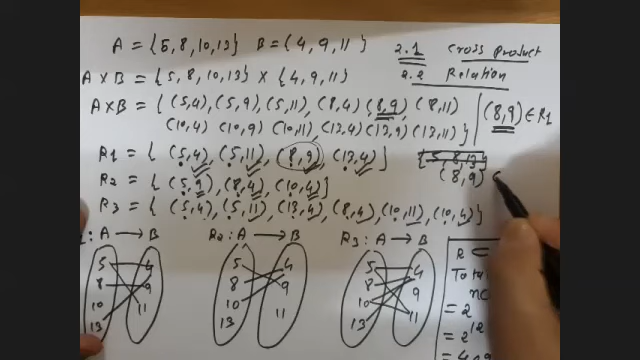 A = {5,8,10,13} B = {4,9,11}
2.1 Cross Product
2.2 Relation
A×B = {5,8,10,13} × {4,9,11}
A×B = { (5,4), (5,9), (5,11), (8,4) (8,9), (8,11)
(10,4) (10,9) (10,11), (13,4) (13,9), (13,11) }
(8,9) ∈ R1
R1 = { (5,4), (5,11), (8,9), (13,4) }
(8,9)
R2 = { (5,9), (8,4), (10,4) }
R3 = { (5,4), (5,11), (13,4), (8,4), (10,11), (10,4) }
: A → B
5 8 10 13
4 9 11
R2: A → B
5 8 10 13
4 9 11
R3: A → B
5 8 10 13
4 9 11
R ⊂
Tota
= 2
= 2¹²